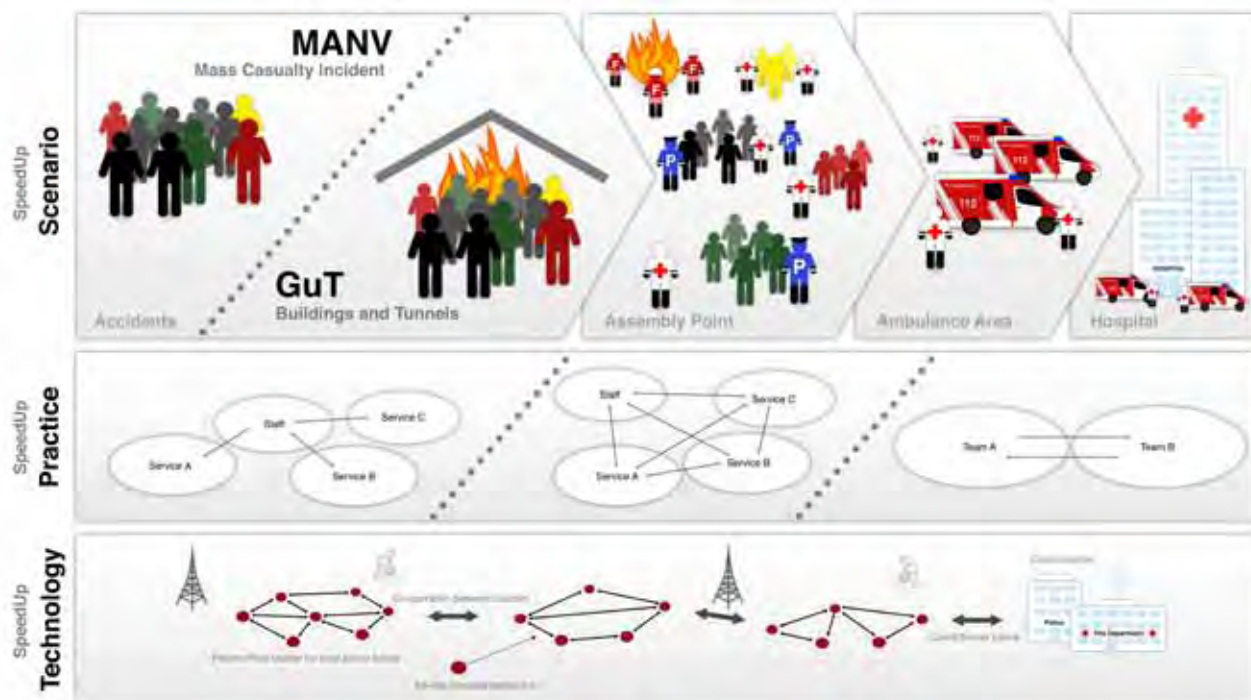 MANV
Mass Casualty Incident
GuT
Buildings and Tunnels
Accidents
F
F
F
P
P
P
Assembly Point
112
112
112
Ambulance Area
Hospital
SpeedUp
Scenario
Staff
Service C
Service A
Service B
Staff
Service C
Service A
Service B
Team A
Team B
SpeedUp
Practice
Cooperation between clusters
Police
Fire Department
SpeedUp
Technology